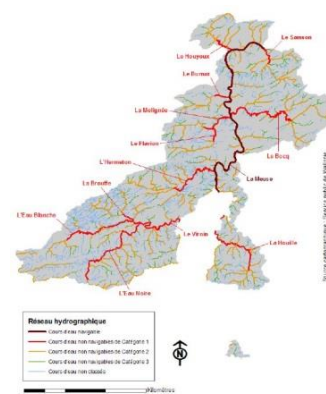 Le Samson
Le Houyoux
Le Burnot
La Molignée
Le Flavion
Le Bocq
L'Hermeton
La Meuse
La Brouffe
L'Eau Blanche
Le Viroin
La Houille
L'Eau Noire
Réseau hydrographique
Cours d'eau navigable
Cours d'eau non navigables de Catégorie 1
Cours d'eau non navigables de Catégorie 2
Cours d'eau non navigables de Catégorie 3
Cours d'eau non classés
N
Kilomètres